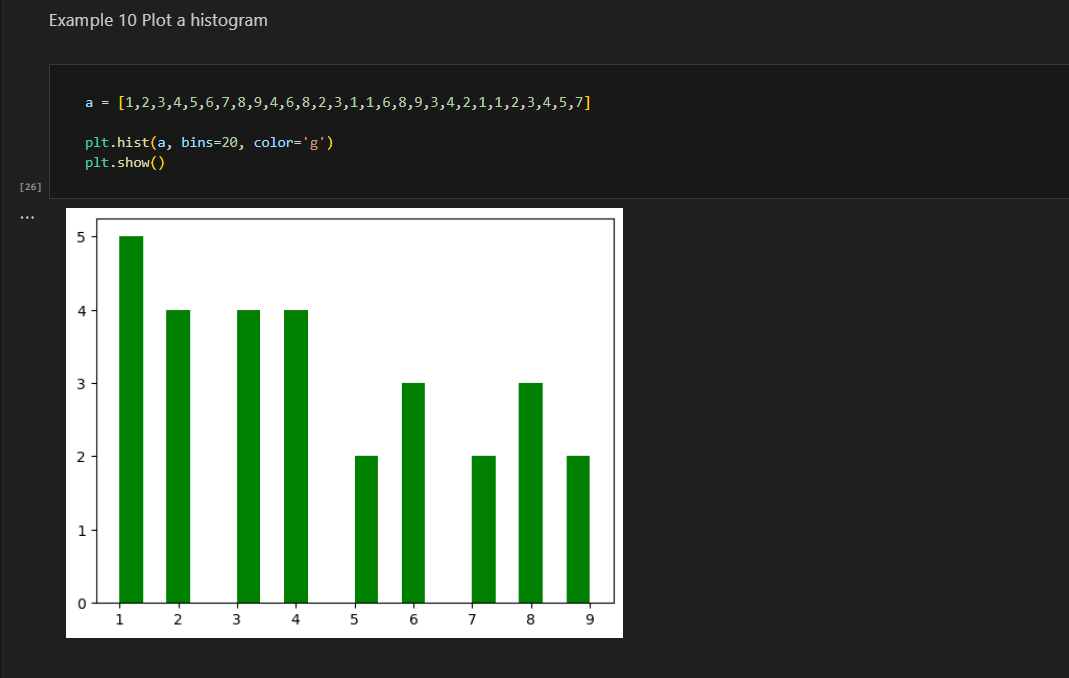 Example 10 Plot a histogram
a = [1,2,3,4,5,6,7,8,9,4,6,8,2,3,1,1,6,8,9,3,4,2,1,1,2,3,4,5,7]
plt.hist(a, bins=20, color='g')
plt.show()
[26]
...
5
4
3
2
1
0
1 2 3 4 5 6 7 8 9